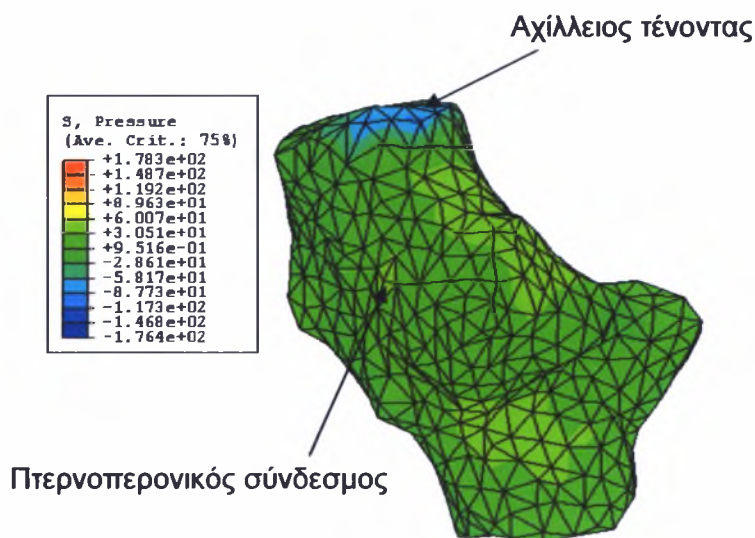 Αχίλλειος τένοντας
S, Pressure
(Ave. Crit.: 75%)
+1.783e+02
+1.487e+02
+1.192e+02
+8.963e+01
+6.007e+01
+3.051e+01
+9.516e-01
-2.861e+01
-5.817e+01
-8.773e+01
-1.173e+02
-1.468e+02
-1.764e+02
Πτερνοπερονικός σύνδεσμος